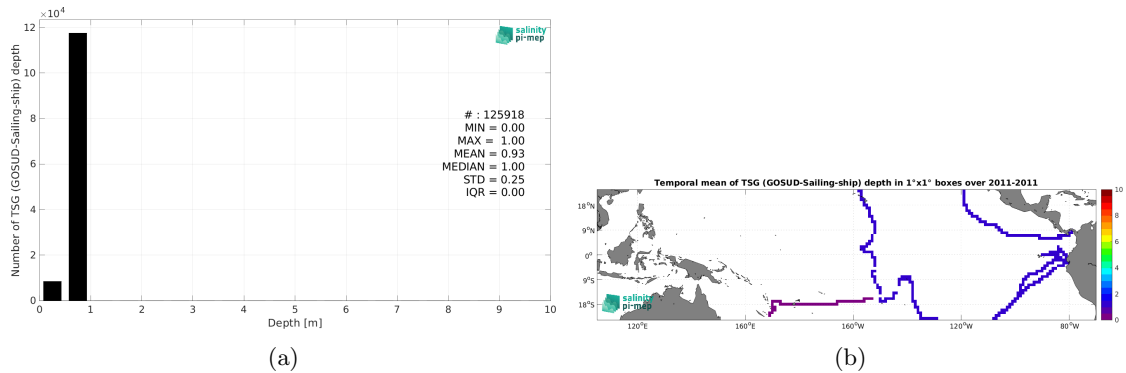 ×10⁴
12
10
8
6
4
2
0
Number of TSG (GOSUD-Sailing-ship) depth
salinity
pi-mep
# : 125918
MIN = 0.00
MAX = 1.00
MEAN = 0.93
MEDIAN = 1.00
STD = 0.25
IQR = 0.00
0 1 2 3 4 5 6 7 8 9 10
Depth [m]
(a)
Temporal mean of TSG (GOSUD-Sailing-ship) depth in 1°x1° boxes over 2011-2011
18°N
9°N
0°
9°S
18°S
salinity
pi-mep
120°E 160°E 160°W 120°W 80°W
10
8
6
4
2
0
(b)